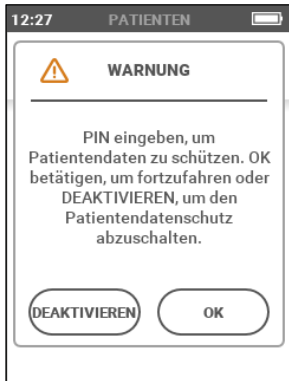 12:27 PATIENTEN
WARNUNG
PIN eingeben, um
Patientendaten zu schützen. OK
betätigen, um fortzufahren oder
DEAKTIVIEREN, um den
Patientendatenschutz
abzuschalten.
DEAKTIVIEREN OK